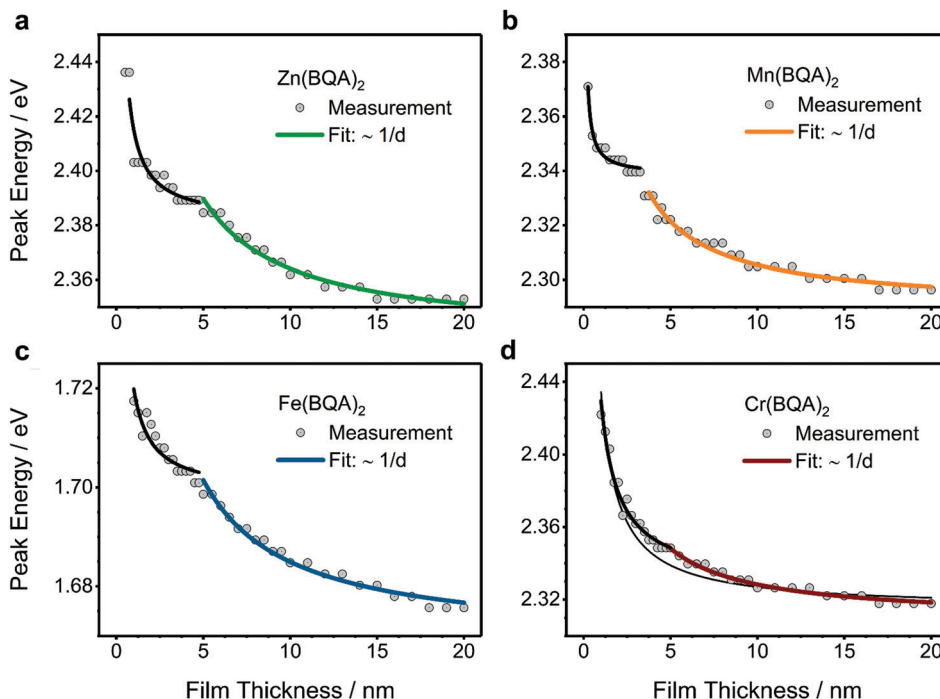 a
2.44
2.42
2.40
2.38
2.36
Peak Energy / eV
Zn(BQA)2
Measurement
Fit: ~ 1/d
0 5 10 15 20
b
2.38
2.36
2.34
2.32
2.30
Mn(BQA)2
Measurement
Fit: ~ 1/d
0 5 10 15 20
c
1.72
1.70
1.68
Peak Energy / eV
Fe(BQA)2
Measurement
Fit: ~ 1/d
0 5 10 15 20
Film Thickness / nm
d
2.44
2.40
2.36
2.32
Cr(BQA)2
Measurement
Fit: ~ 1/d
0 5 10 15 20
Film Thickness / nm